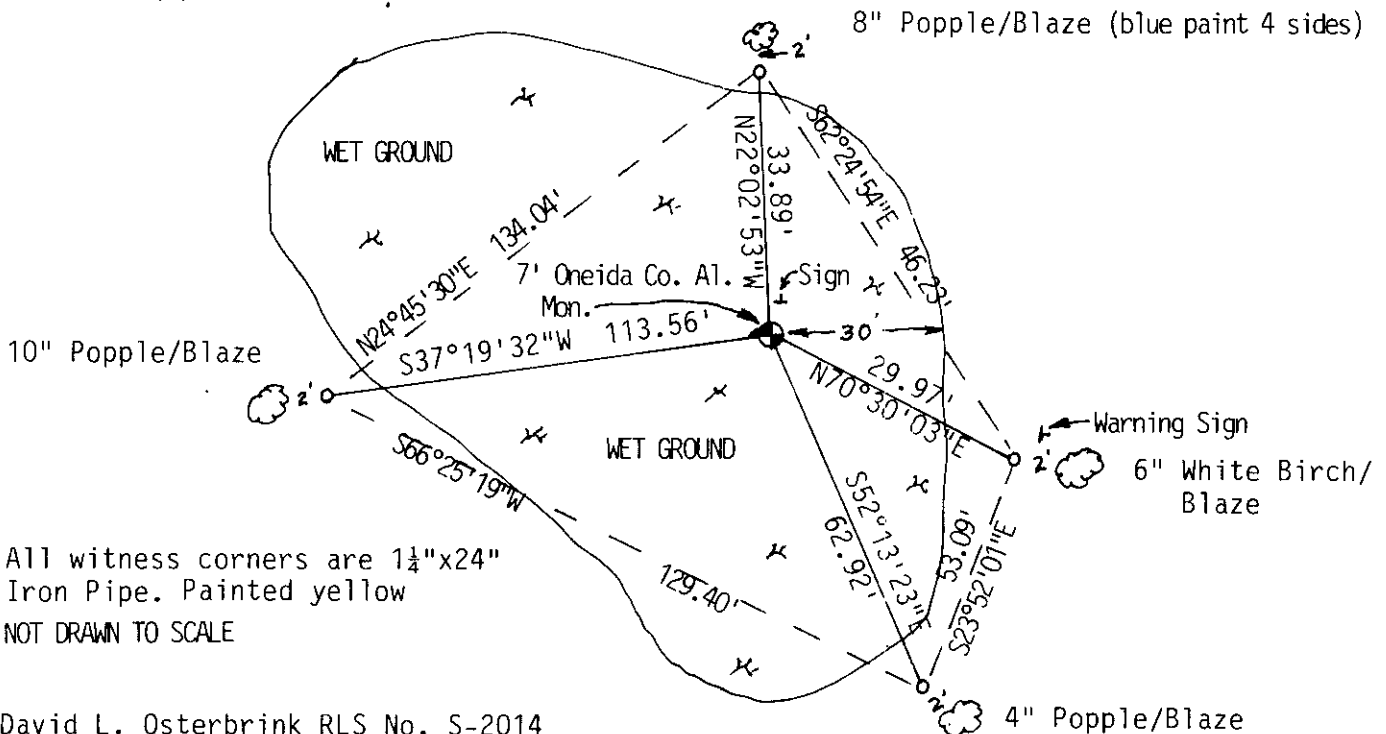 8" Popple/Blaze (blue paint 4 sides)
2'
WET GROUND
N22°02'53"W
33.89'
S62°24'54"E 46.23'
N24°45'30"E 134.04'
7' Oneida Co. Al.
Mon.
Sign
30'
10" Popple/Blaze
2'
S37°19'32"W 113.56'
29.97'
N70°30'03"E
Warning Sign
2'
6" White Birch/
Blaze
WET GROUND
S66°25'19"W
129.40'
S52°13'23"E
62.92'
53.09'
S23°52'01"E
All witness corners are 1¼"x24"
Iron Pipe. Painted yellow
NOT DRAWN TO SCALE
2'
4" Popple/Blaze
David L. Osterbrink RLS No. S-2014